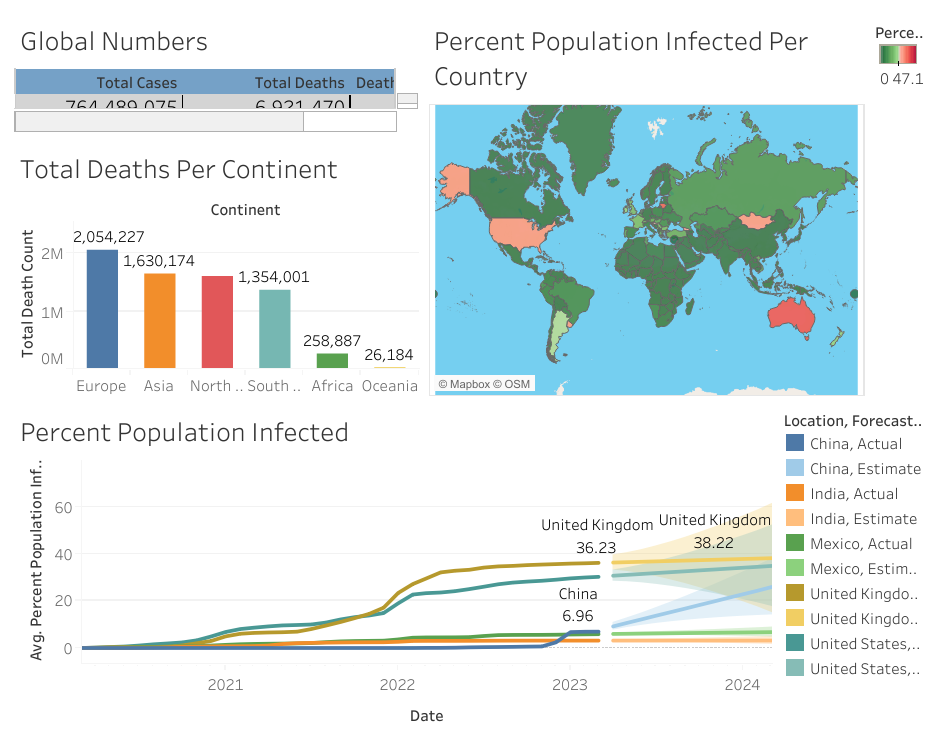 Global Numbers
Total Cases Total Deaths Death
764,489,075 6,921,470
Total Deaths Per Continent
Continent
Total Death Count
2M
1M
0M
2,054,227
1,630,174
1,354,001
258,887
26,184
Europe Asia North .. South .. Africa Oceania
Percent Population Infected Per
Country
Perce..
0 47.1
© Mapbox © OSM
Percent Population Infected
Avg. Percent Population Inf..
60
40
20
0
United Kingdom
36.23
United Kingdom
38.22
China
6.96
2021 2022 2023 2024
Date
Location, Forecast..
China, Actual
China, Estimate
India, Actual
India, Estimate
Mexico, Actual
Mexico, Estim..
United Kingdo..
United Kingdo..
United States,..
United States,..